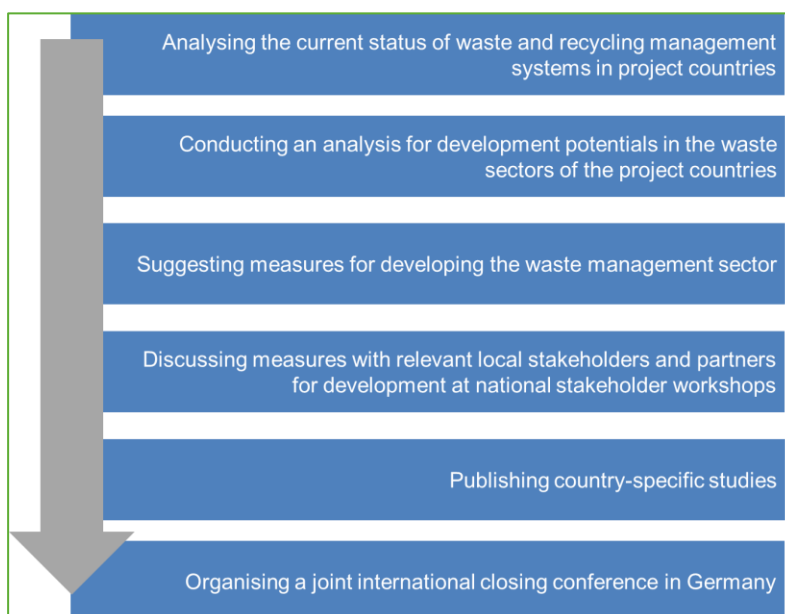 Analysing the current status of waste and recycling management
systems in project countries
Conducting an analysis for development potentials in the waste
sectors of the project countries
Suggesting measures for developing the waste management sector
Discussing measures with relevant local stakeholders and partners
for development at national stakeholder workshops
Publishing country-specific studies
Organising a joint international closing conference in Germany